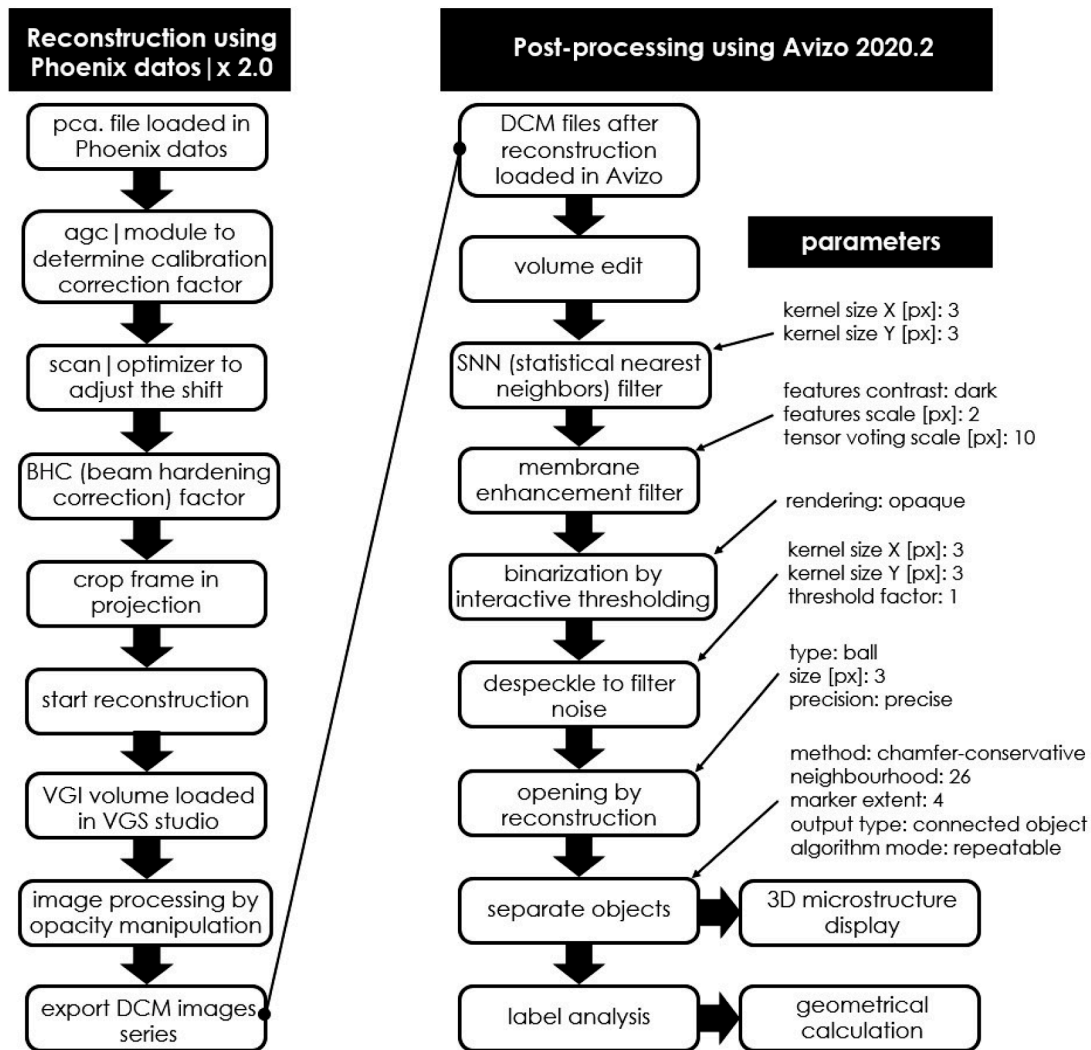 Reconstruction using
Phoenix datos|x 2.0
pca. file loaded in
Phoenix datos
agc|module to
determine calibration
correction factor
scan|optimizer to
adjust the shift
BHC (beam hardening
correction) factor
crop frame in
projection
start reconstruction
VGI volume loaded
in VGS studio
image processing by
opacity manipulation
export DCM images
series
Post-processing using Avizo 2020.2
DCM files after
reconstruction
loaded in Avizo
volume edit
SNN (statistical nearest
neighbors) filter
membrane
enhancement filter
binarization by
interactive thresholding
despeckle to filter
noise
opening by
reconstruction
separate objects
3D microstructure
display
label analysis
geometrical
calculation
parameters
kernel size X [px]: 3
kernel size Y [px]: 3
features contrast: dark
features scale [px]: 2
tensor voting scale [px]: 10
rendering: opaque
kernel size X [px]: 3
kernel size Y [px]: 3
threshold factor: 1
type: ball
size [px]: 3
precision: precise
method: chamfer-conservative
neighbourhood: 26
marker extent: 4
output type: connected object
algorithm mode: repeatable